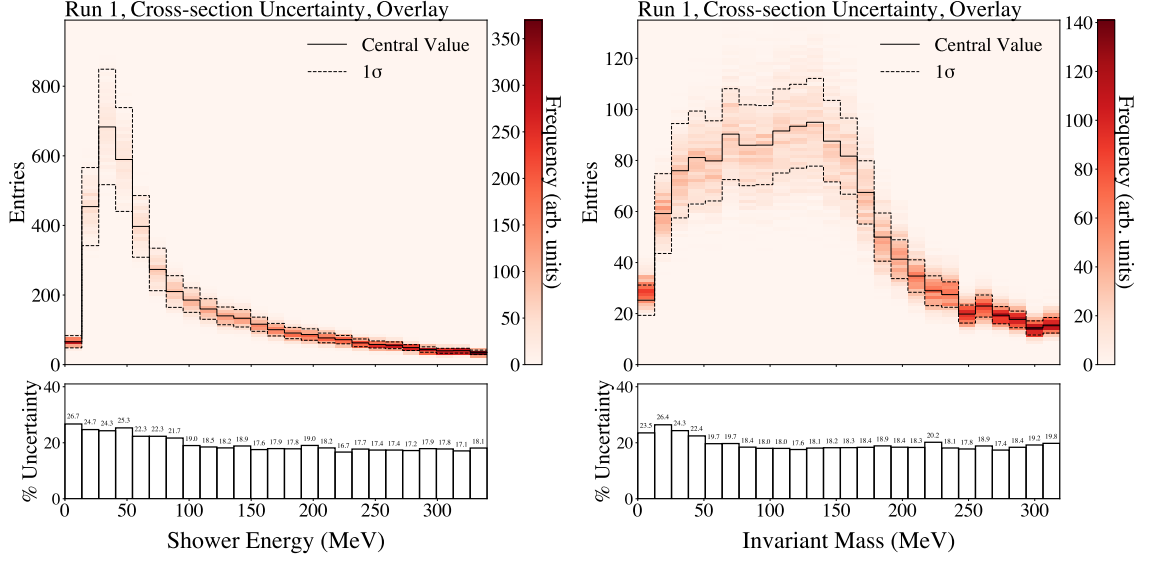 Run 1, Cross-section Uncertainty, Overlay
Central Value
1σ
Entries
800
600
400
200
0
350
300
250
200
150
100
50
0
Frequency (arb. units)
% Uncertainty
40
20
0
26.7 24.7 24.3 25.3 22.3 22.3 21.7 19.0 18.5 18.2 18.9 17.6 17.9 17.8 19.0 18.2 16.7 17.7 17.4 17.4 17.2 17.9 17.8 17.1 18.1
0 50 100 150 200 250 300
Shower Energy (MeV)
Run 1, Cross-section Uncertainty, Overlay
Central Value
1σ
Entries
120
100
80
60
40
20
0
140
120
100
80
60
40
20
0
Frequency (arb. units)
% Uncertainty
40
20
0
23.5 26.4 24.3 22.4 19.7 19.7 18.4 18.0 18.0 17.6 18.1 18.2 18.3 18.4 18.9 18.4 18.3 20.2 18.1 17.8 18.9 17.4 18.4 19.2 19.8
0 50 100 150 200 250 300
Invariant Mass (MeV)